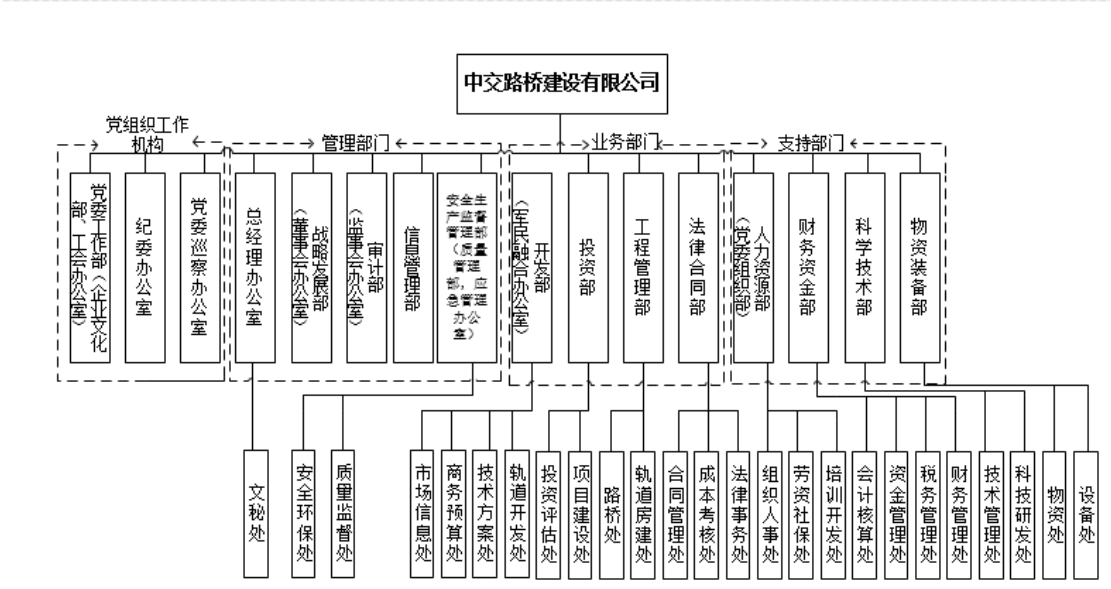 中交路桥建设有限公司
党组织工作
机构
管理部门
业务部门
支持部门
党委工作部（企业文化
部、工会办公室）
纪委办公室
党委巡察办公室
总经理办公室
战略发展部
（董事会办公室）
审计部
（监事会办公室）
信息管理部
安全生
产监督
管理部
（质量
管理
部，应
急管理
办公
室）
开发部
（军民融合办公室）
投资部
工程管理部
法律合同部
人力资源部
（党委组织部）
财务资金部
科学技术部
物资装备部
文秘处
安全环保处
质量监督处
市场信息处
商务预算处
技术方案处
轨道开发处
投资评估处
项目建设处
路桥处
轨道房建处
合同管理处
成本考核处
法律事务处
组织人事处
劳资社保处
培训开发处
会计核算处
资金管理处
税务管理处
财务管理处
技术管理处
科技研发处
物资处
设备处